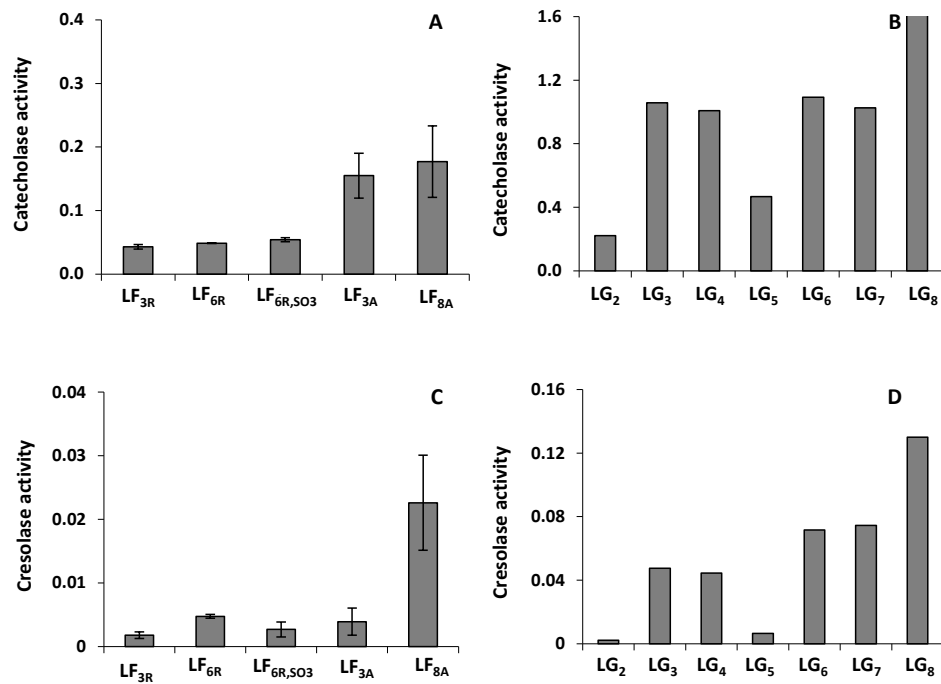 A
Catecholase activity
0.4
0.3
0.2
0.1
0.0
LF3R LF6R LF6R,SO3 LF3A LF8A
B
Catecholase activity
1.6
1.2
0.8
0.4
0.0
LG2 LG3 LG4 LG5 LG6 LG7 LG8
C
Cresolase activity
0.04
0.03
0.02
0.01
0
LF3R LF6R LF6R,SO3 LF3A LF8A
D
Cresolase activity
0.16
0.12
0.08
0.04
0
LG2 LG3 LG4 LG5 LG6 LG7 LG8